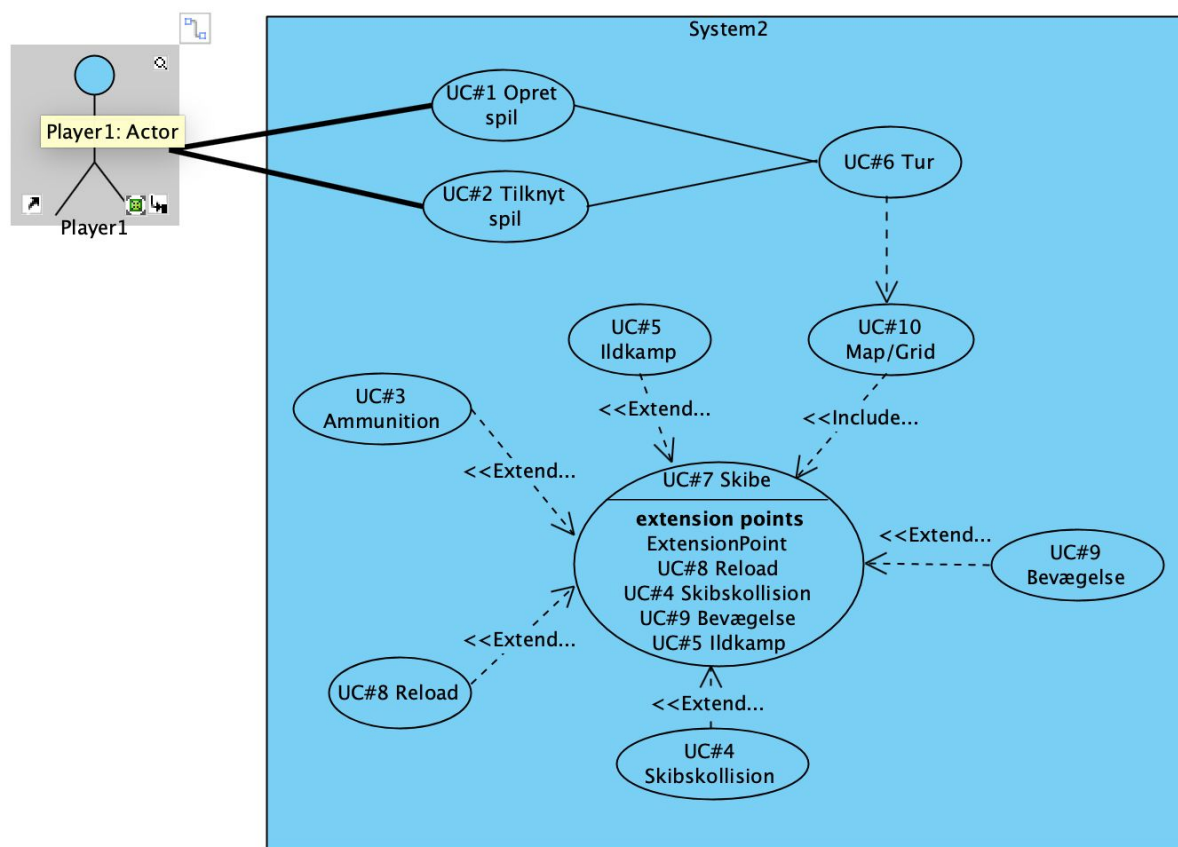 System2
Player1: Actor
Player1
UC#1 Opret
spil
UC#2 Tilknyt
spil
UC#6 Tur
UC#5
Ildkamp
UC#10
Map/Grid
UC#3
Ammunition
<<Extend...
<<Include...
<<Extend...
UC#7 Skibe
extension points
ExtensionPoint
UC#8 Reload
UC#4 Skibskollision
UC#9 Bevægelse
UC#5 Ildkamp
<<Extend...
UC#9
Bevægelse
<<Extend...
UC#8 Reload
<<Extend...
UC#4
Skibskollision